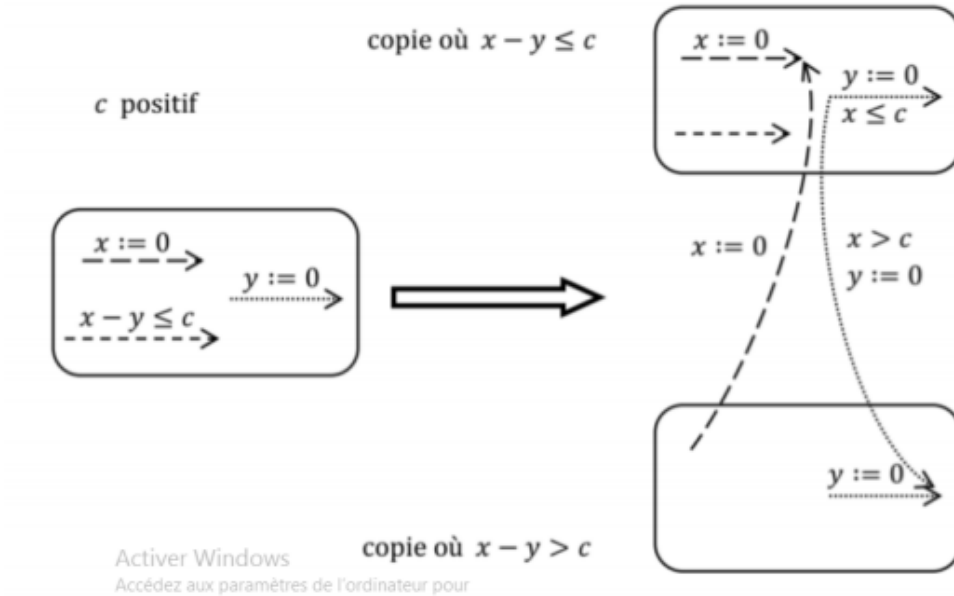 copie où x − y ≤ c
c positif
x := 0
y := 0
x − y ≤ c
x := 0
y := 0
x ≤ c
x := 0
x > c
y := 0
y := 0
copie où x − y > c
Activer Windows
Accédez aux paramètres de l'ordinateur pour